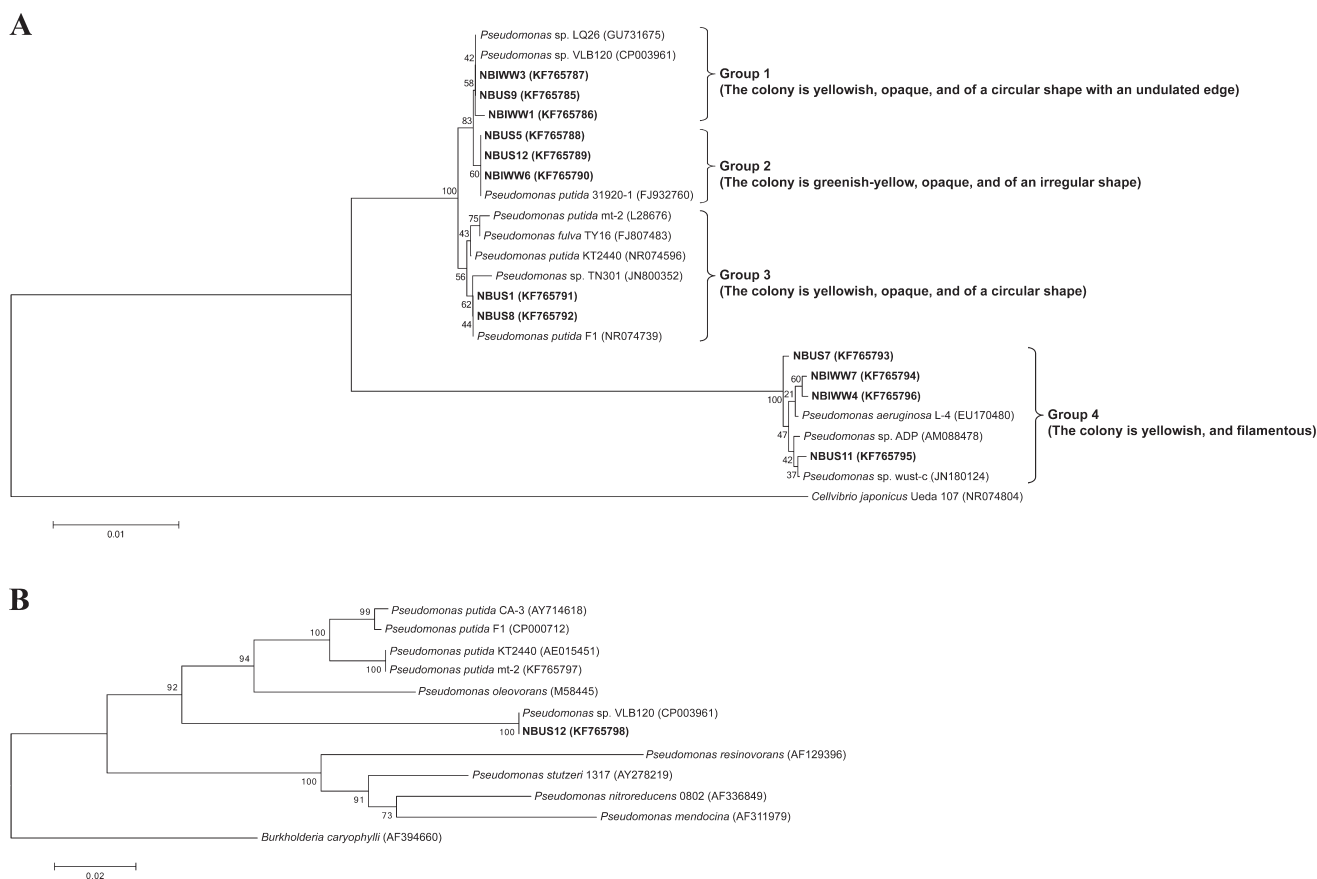 A
Pseudomonas sp. LQ26 (GU731675)
Pseudomonas sp. VLB120 (CP003961)
42
NBIWW3 (KF765787)
Group 1
58
(The colony is yellowish, opaque, and of a circular shape with an undulated edge)
NBUS9 (KF765785)
NBIWW1 (KF765786)
83
NBUS5 (KF765788)
NBUS12 (KF765789)
Group 2
60
NBIWW6 (KF765790)
(The colony is greenish-yellow, opaque, and of an irregular shape)
100
Pseudomonas putida 31920-1 (FJ932760)
75
Pseudomonas putida mt-2 (L28676)
43
Pseudomonas fulva TY16 (FJ807483)
Pseudomonas putida KT2440 (NR074596)
56
Pseudomonas sp. TN301 (JN800352)
Group 3
(The colony is yellowish, opaque, and of a circular shape)
NBUS1 (KF765791)
62
NBUS8 (KF765792)
44
Pseudomonas putida F1 (NR074739)
NBUS7 (KF765793)
60
NBIWW7 (KF765794)
100
21
NBIWW4 (KF765796)
Pseudomonas aeruginosa L-4 (EU170480)
Group 4
(The colony is yellowish, and filamentous)
47
Pseudomonas sp. ADP (AM088478)
42
NBUS11 (KF765795)
37
Pseudomonas sp. wust-c (JN180124)
Cellvibrio japonicus Ueda 107 (NR074804)
0.01
B
99
Pseudomonas putida CA-3 (AY714618)
100
Pseudomonas putida F1 (CP000712)
Pseudomonas putida KT2440 (AE015451)
94
100
Pseudomonas putida mt-2 (KF765797)
92
Pseudomonas oleovorans (M58445)
Pseudomonas sp. VLB120 (CP003961)
100
NBUS12 (KF765798)
Pseudomonas resinovorans (AF129396)
100
Pseudomonas stutzeri 1317 (AY278219)
91
Pseudomonas nitroreducens 0802 (AF336849)
73
Pseudomonas mendocina (AF311979)
Burkholderia caryophylli (AF394660)
0.02